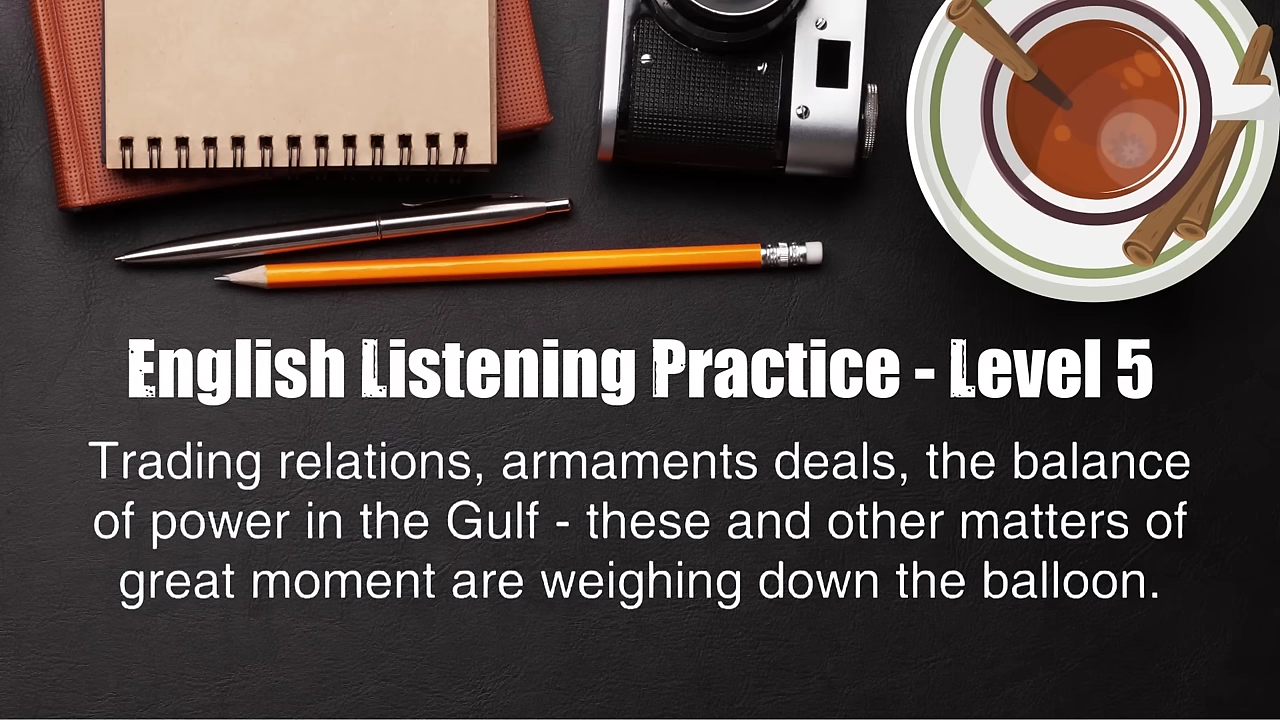 English Listening Practice - Level 5
Trading relations, armaments deals, the balance
of power in the Gulf - these and other matters of
great moment are weighing down the balloon.